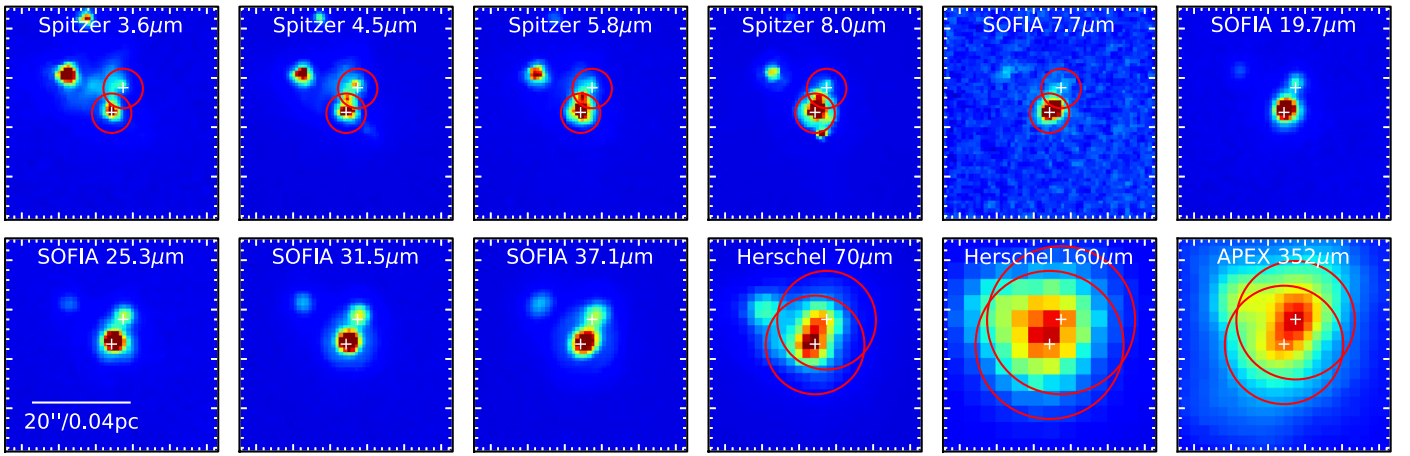 Spitzer 3.6μm
Spitzer 4.5μm
Spitzer 5.8μm
Spitzer 8.0μm
SOFIA 7.7μm
SOFIA 19.7μm
SOFIA 25.3μm
SOFIA 31.5μm
SOFIA 37.1μm
Herschel 70μm
Herschel 160μm
APEX 352μm
20''/0.04pc